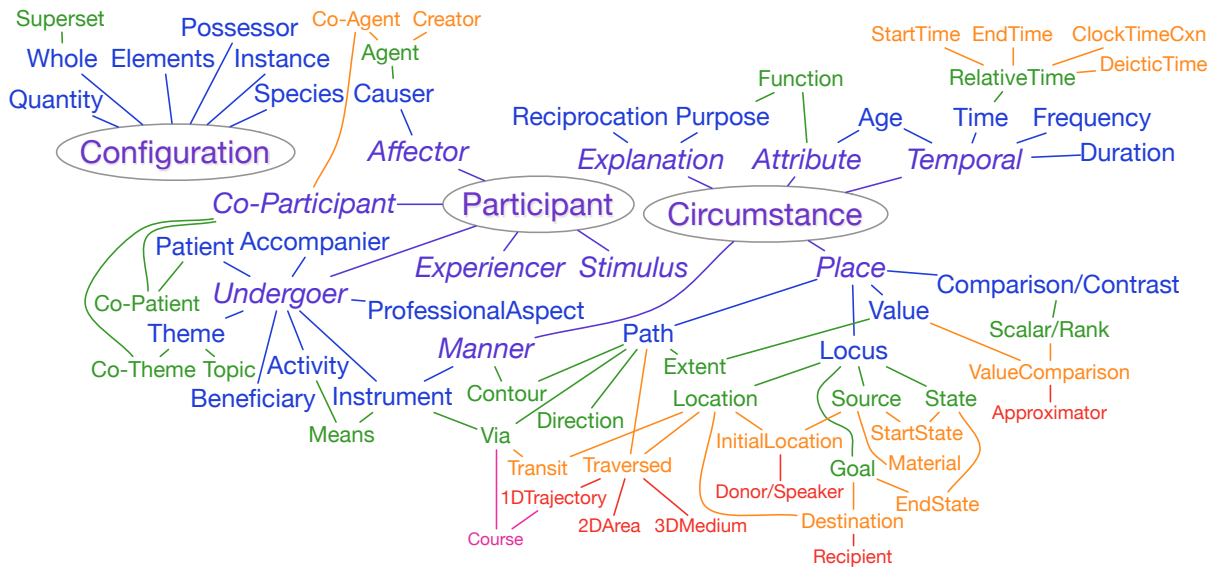 Superset
Possessor
Co-Agent
Creator
StartTime
EndTime
ClockTimeCxn
Whole
Elements
Instance
Agent
Function
RelativeTime
DeicticTime
Quantity
Species
Causer
Reciprocation
Purpose
Age
Time
Frequency
Configuration
Affector
Explanation
Attribute
Temporal
Duration
Co-Participant
Participant
Circumstance
Patient
Accompanier
Experiencer
Stimulus
Place
Comparison/Contrast
Co-Patient
Undergoer
ProfessionalAspect
Value
Theme
Manner
Path
Locus
Scalar/Rank
Co-Theme
Topic
Activity
Extent
ValueComparison
Beneficiary
Instrument
Contour
Location
Source
State
Approximator
Means
Via
Direction
InitialLocation
StartState
Transit
Traversed
Goal
Material
1DTrajectory
Donor/Speaker
EndState
2DArea
3DMedium
Destination
Course
Recipient